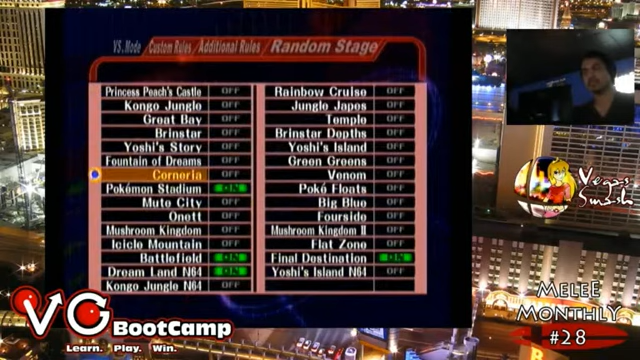 VS. Mode Custom Rules Additional Rules Random Stage
Princess Peach's Castle OFF Rainbow Cruise OFF
Kongo Jungle OFF Jungle Japes OFF
Great Bay OFF Temple OFF
Brinstar OFF Brinstar Depths OFF
Yoshi's Story OFF Yoshi's Island OFF
Fountain of Dreams OFF Green Greens OFF
Corneria OFF Venom OFF
Pokémon Stadium ON Poké Floats OFF
Mute City OFF Big Blue OFF
Onett OFF Fourside OFF
Mushroom Kingdom OFF Mushroom Kingdom II OFF
Icicle Mountain OFF Flat Zone OFF
Battlefield ON Final Destination ON
Dream Land N64 ON Yoshi's Island N64 OFF
Kongo Jungle N64 OFF
Vegas
Smash
VG
BootCamp
Learn. Play. Win.
MELEE
MONTHLY
#28